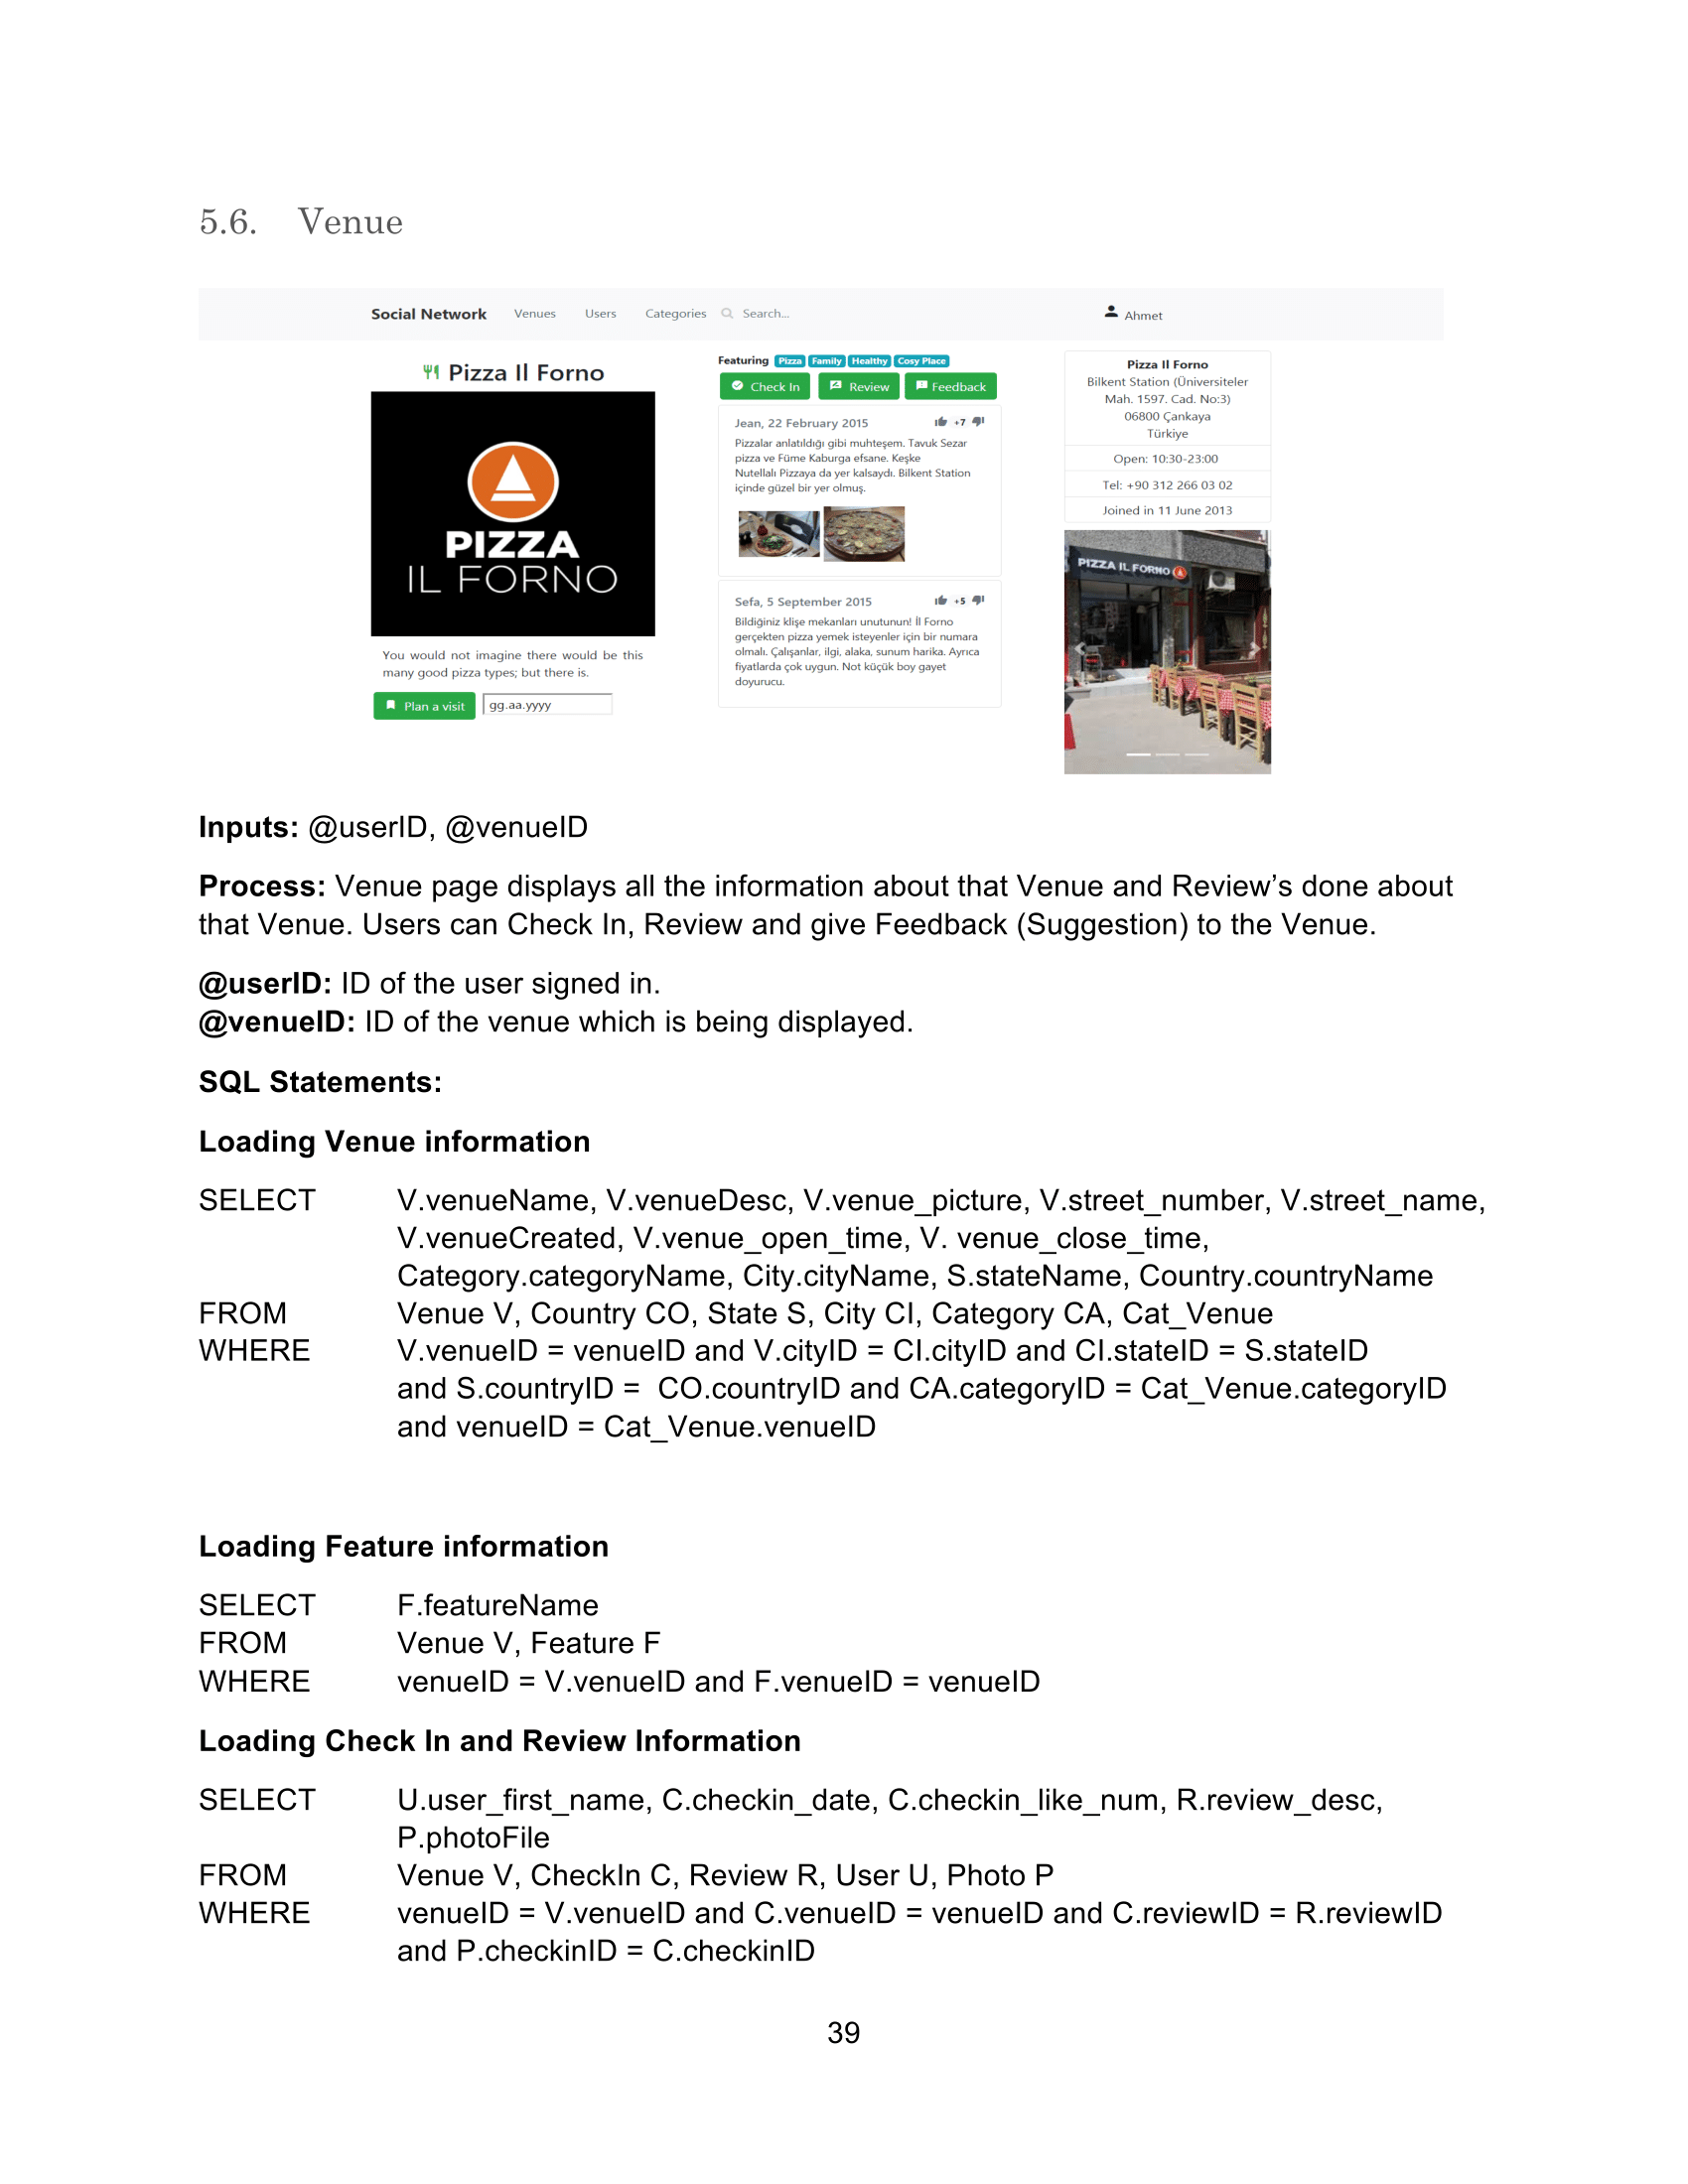 5.6. Venue
Social Network Venues Users Categories Search... Ahmet
Pizza Il Forno
PIZZA
IL FORNO
You would not imagine there would be this
many good pizza types; but there is.
Plan a visit gg.aa.yyyy
Featuring Pizza Family Healthy Cosy Place
Check In Review Feedback
Jean, 22 February 2015 +7
Pizzalar anlatıldığı gibi muhteşem. Tavuk Sezar
pizza ve Füme Kaburga efsane. Keşke
Nutellalı Pizzaya da yer kalsaydı. Bilkent Station
içinde güzel bir yer olmuş.
Sefa, 5 September 2015 +5
Bildiğiniz klişe mekanları unutunun! İl Forno
gerçekten pizza yemek isteyenler için bir numara
olmalı. Çalışanlar, ilgi, alaka, sunum harika. Ayrıca
fiyatlarda çok uygun. Not küçük boy gayet
doyurucu.
Pizza Il Forno
Bilkent Station (Üniversiteler
Mah. 1597. Cad. No:3)
06800 Çankaya
Türkiye
Open: 10:30-23:00
Tel: +90 312 266 03 02
Joined in 11 June 2013
PIZZA IL FORNO
Inputs: @userID, @venueID
Process: Venue page displays all the information about that Venue and Review’s done about
that Venue. Users can Check In, Review and give Feedback (Suggestion) to the Venue.
@userID: ID of the user signed in.
@venueID: ID of the venue which is being displayed.
SQL Statements:
Loading Venue information
SELECT V.venueName, V.venueDesc, V.venue_picture, V.street_number, V.street_name,
V.venueCreated, V.venue_open_time, V. venue_close_time,
Category.categoryName, City.cityName, S.stateName, Country.countryName
FROM Venue V, Country CO, State S, City CI, Category CA, Cat_Venue
WHERE V.venueID = venueID and V.cityID = CI.cityID and CI.stateID = S.stateID
and S.countryID = CO.countryID and CA.categoryID = Cat_Venue.categoryID
and venueID = Cat_Venue.venueID
Loading Feature information
SELECT F.featureName
FROM Venue V, Feature F
WHERE venueID = V.venueID and F.venueID = venueID
Loading Check In and Review Information
SELECT U.user_first_name, C.checkin_date, C.checkin_like_num, R.review_desc,
P.photoFile
FROM Venue V, CheckIn C, Review R, User U, Photo P
WHERE venueID = V.venueID and C.venueID = venueID and C.reviewID = R.reviewID
and P.checkinID = C.checkinID
39